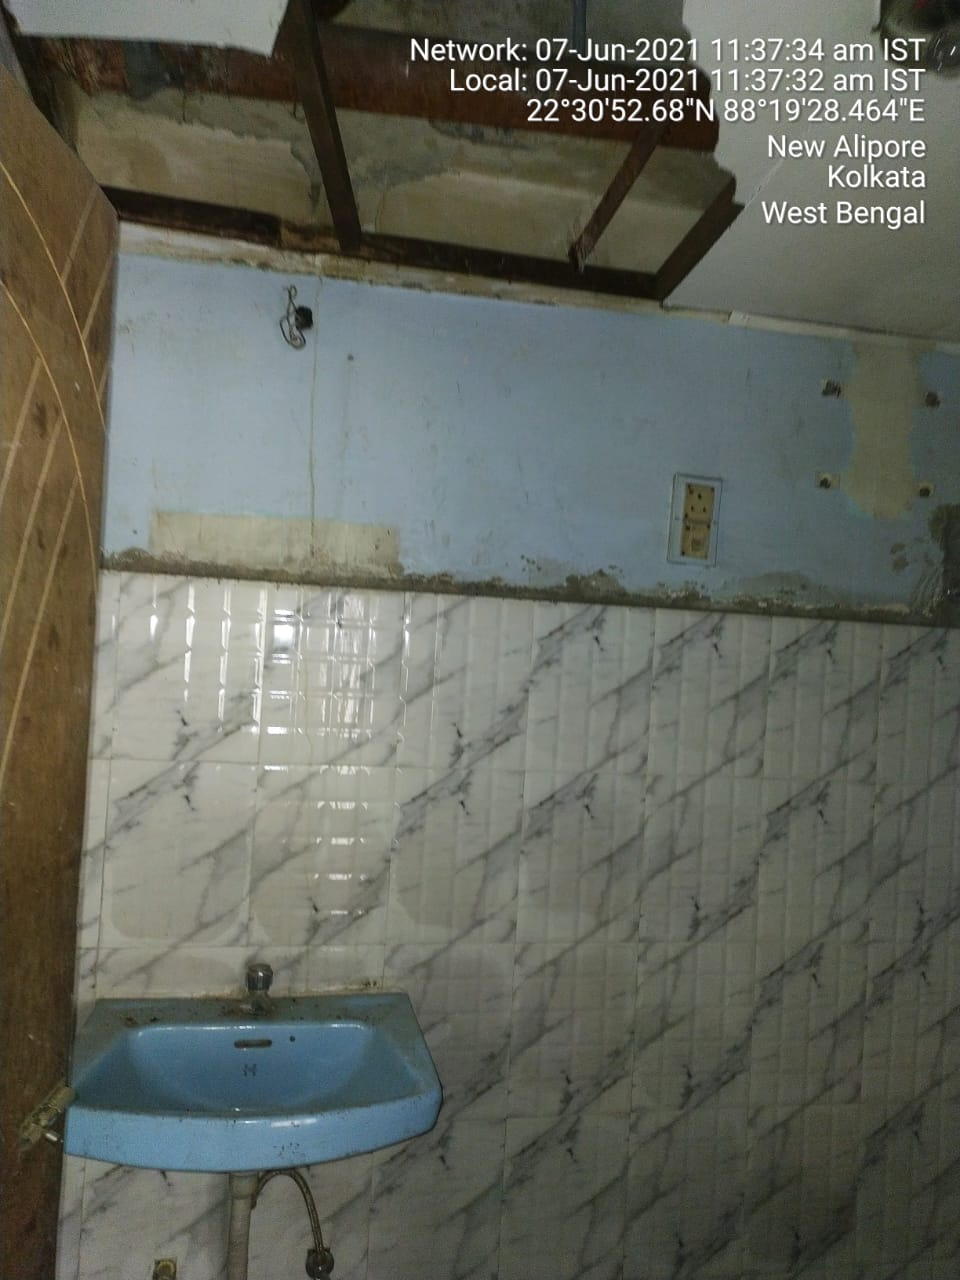 Network: 07-Jun-2021 11:37:34 am IST
Local: 07-Jun-2021 11:37:32 am IST
22°30'52.68"N 88°19'28.464"E
New Alipore
Kolkata
West Bengal